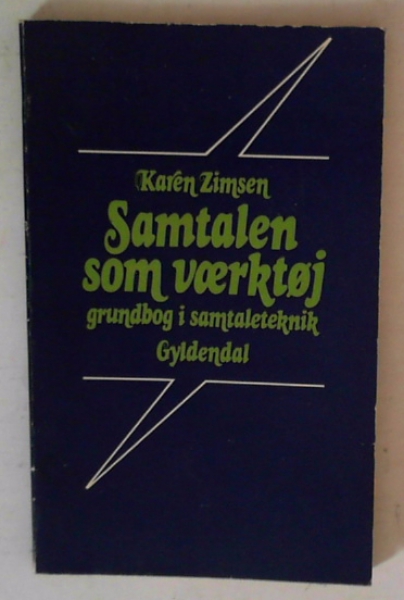 Karen Zimsen
Samtalen
som værktøj
grundbog i samtaleteknik
Gyldendal